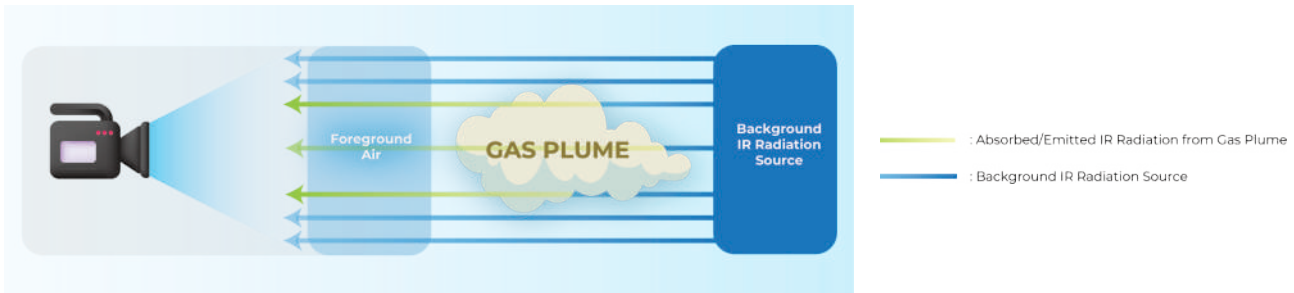 Foreground
Air
GAS PLUME
Background
IR Radiation
Source
: Absorbed/Emitted IR Radiation from Gas Plume
: Background IR Radiation Source